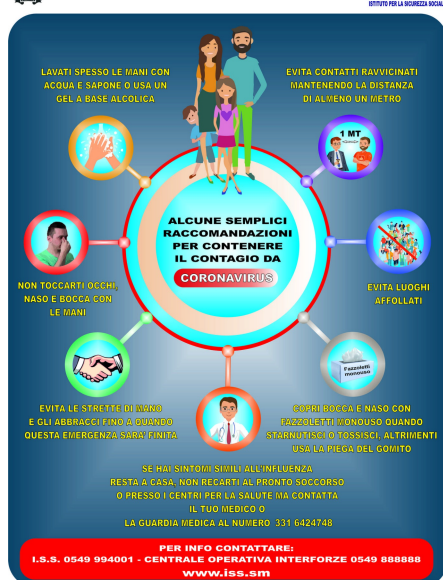 ISTITUTO PER LA SICUREZZA SOCIALE
LAVATI SPESSO LE MANI CON
ACQUA E SAPONE O USA UN
GEL A BASE ALCOLICA
EVITA CONTATTI RAVVICINATI
MANTENENDO LA DISTANZA
DI ALMENO UN METRO
1 MT
ALCUNE SEMPLICI
RACCOMANDAZIONI
PER CONTENERE
IL CONTAGIO DA
CORONAVIRUS
NON TOCCARTI OCCHI,
NASO E BOCCA CON
LE MANI
EVITA LUOGHI
AFFOLLATI
Fazzoletti
monouso
EVITA LE STRETTE DI MANO
E GLI ABBRACCI FINO A QUANDO
QUESTA EMERGENZA SARA' FINITA
COPRI BOCCA E NASO CON
FAZZOLETTI MONOUSO QUANDO
STARNUTISCI O TOSSISCI, ALTRIMENTI
USA LA PIEGA DEL GOMITO
SE HAI SINTOMI SIMILI ALL'INFLUENZA
RESTA A CASA, NON RECARTI AL PRONTO SOCCORSO
O PRESSO I CENTRI PER LA SALUTE MA CONTATTA
IL TUO MEDICO O
LA GUARDIA MEDICA AL NUMERO 331 6424748
PER INFO CONTATTARE:
I.S.S. 0549 994001 - CENTRALE OPERATIVA INTERFORZE 0549 888888
www.iss.sm